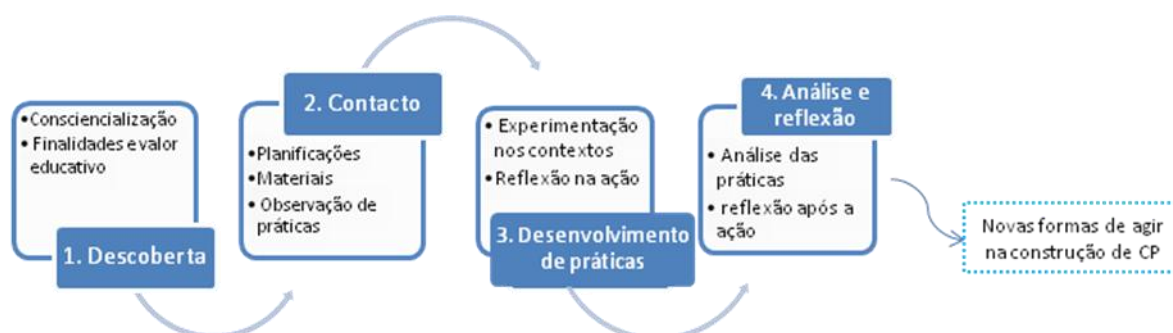 •Consciencialização
• Finalidades e valor
educativo
1. Descoberta
2. Contacto
•Planificações
•Materiais
• Observação de
práticas
• Experimentação
nos contextos
•Reflexão na ação
3. Desenvolvimento
de práticas
4. Análise e
reflexão
• Análise das
práticas
• reflexão após a
ação
Novas formas de agir
na construção de CP